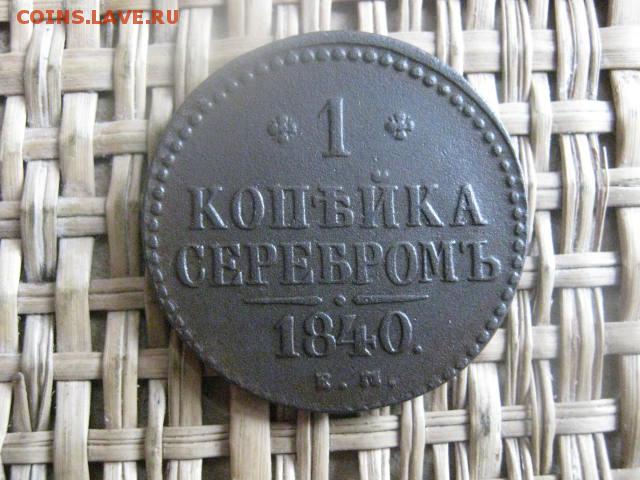 COINS.LAVE.RU
1
КОПѢЙКА
СЕРЕБРОМЪ
1840.
Е. М.